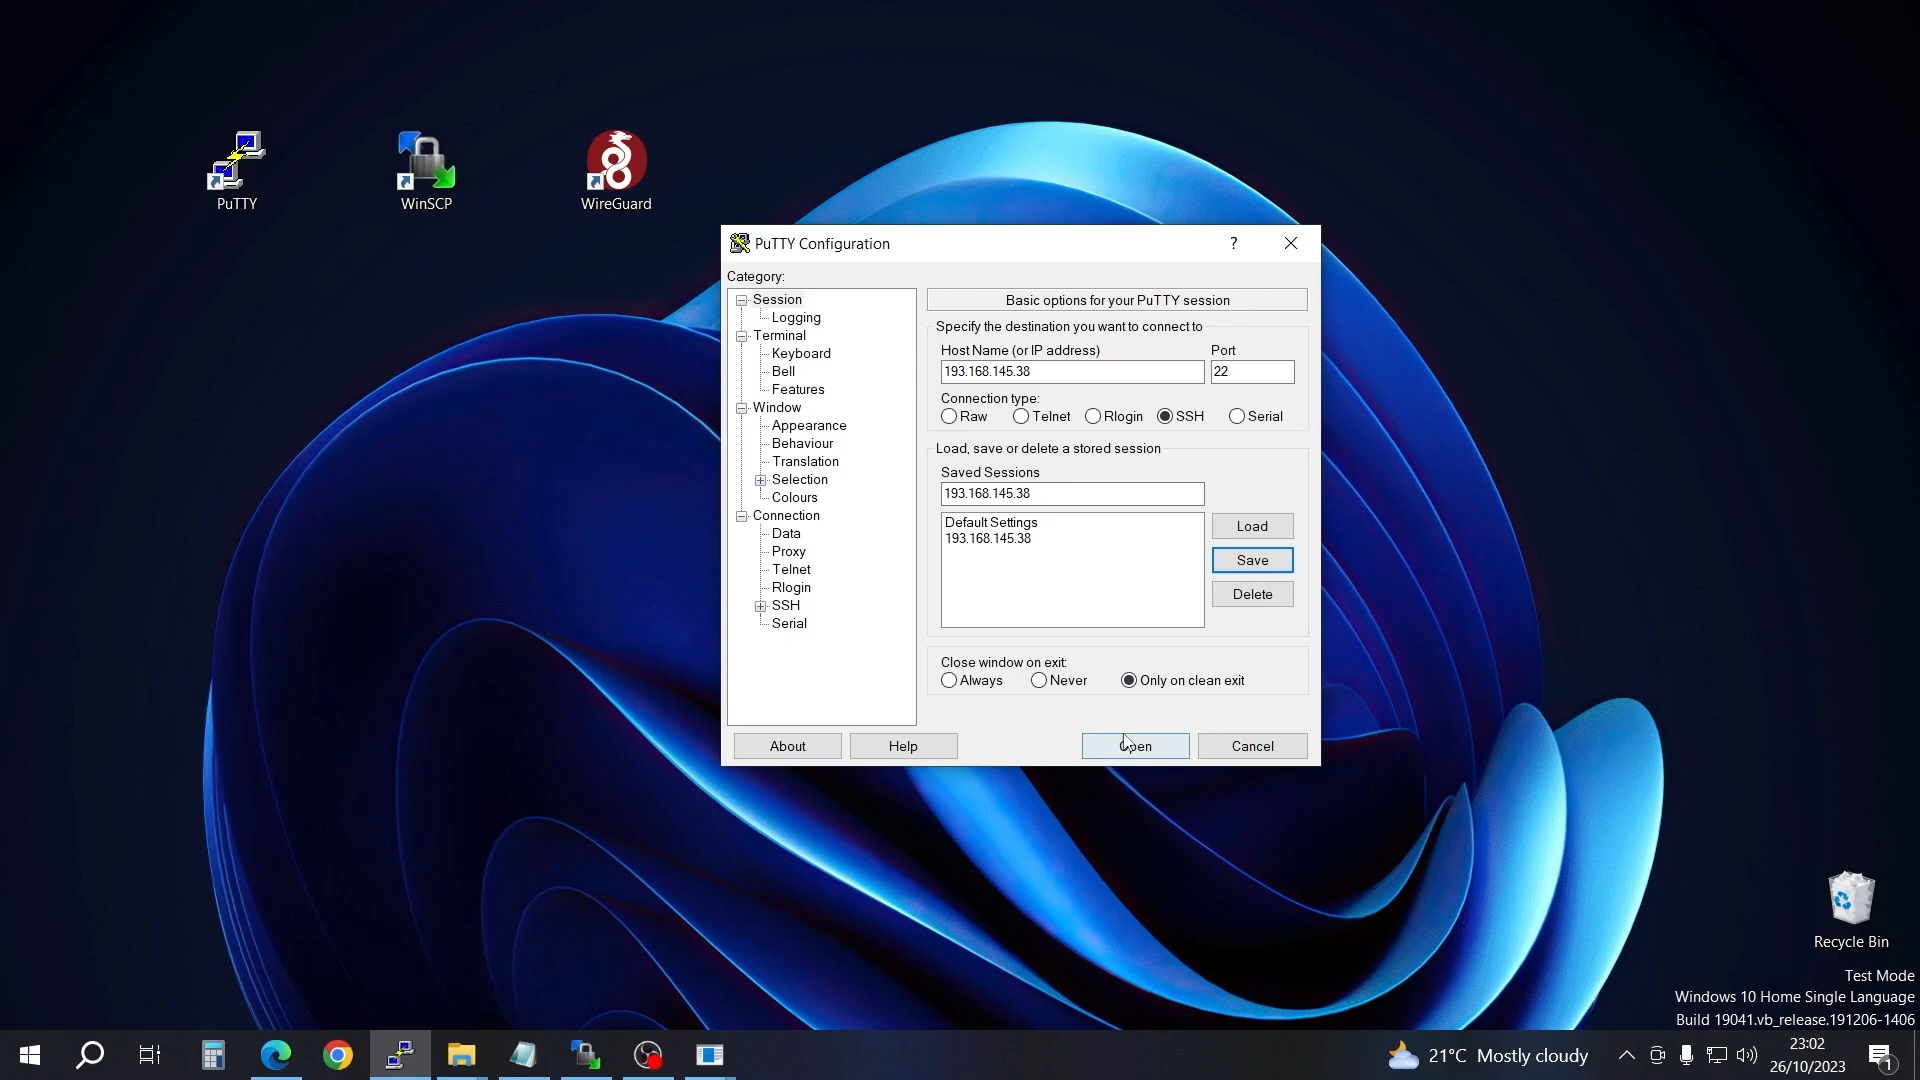 PuTTY
WinSCP
WireGuard
PuTTY Configuration
?
Category:
Session
Logging
Terminal
Keyboard
Bell
Features
Window
Appearance
Behaviour
Translation
Selection
Colours
Connection
Data
Proxy
Telnet
Rlogin
SSH
Serial
Basic options for your PuTTY session
Specify the destination you want to connect to
Host Name (or IP address) Port
193.168.145.38 22
Connection type:
Raw Telnet Rlogin SSH Serial
Load, save or delete a stored session
Saved Sessions
193.168.145.38
Default Settings
193.168.145.38
Load
Save
Delete
Close window on exit:
Always Never Only on clean exit
About Help Open Cancel
Recycle Bin
Test Mode
Windows 10 Home Single Language
Build 19041.vb_release.191206-1406
21°C Mostly cloudy
23:02
26/10/2023
1